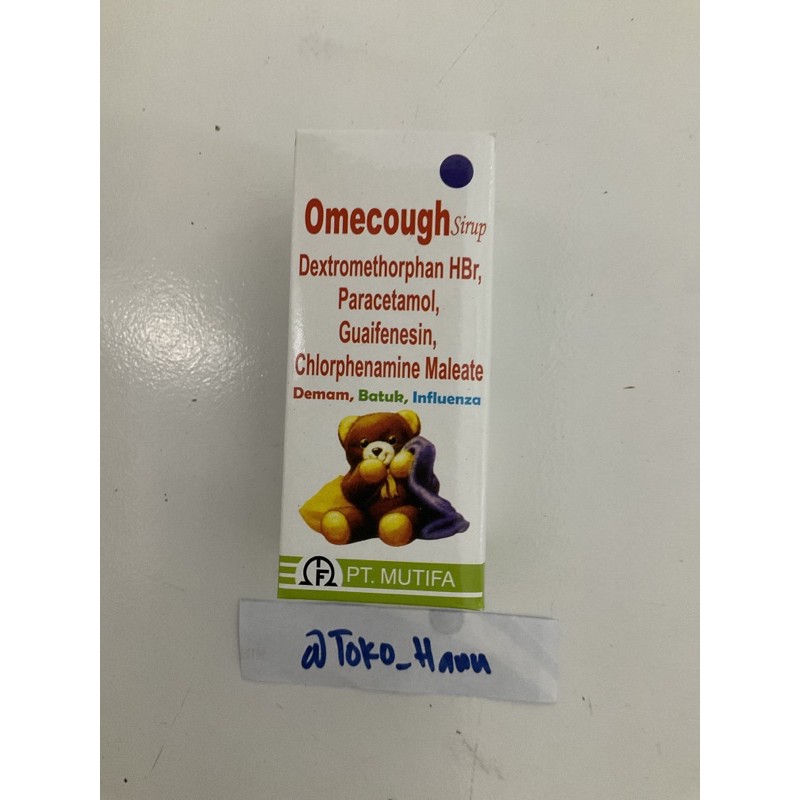 Omecough Sirup
Dextromethorphan HBr,
Paracetamol,
Guaifenesin,
Chlorphenamine Maleate
Demam, Batuk, Influenza
PT. MUTIFA
@Toko_Hanu